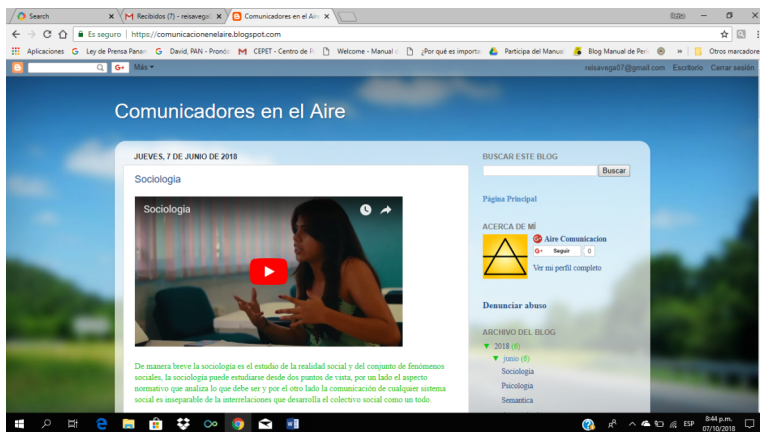 Search
Recibidos (7) - reisavega
Comunicadores en el Aire
Es seguro | https://comunicacionenelaire.blogspot.com
Aplicaciones
Ley de Prensa Panam
David, PAN - Pronós
CEPET - Centro de P
Welcome - Manual
¿Por qué es importa
Participa del Manual
Blog Manual de Peri
»
Otros marcadore
G+ Más
reisavega07@gmail.com Escritorio Cerrar sesión
Comunicadores en el Aire
JUEVES, 7 DE JUNIO DE 2018
Sociologia
Sociologia
De manera breve la sociología es el estudio de la realidad social y del conjunto de fenómenos
sociales, la sociología puede estudiarse desde dos puntos de vista, por un lado el aspecto
normativo que analiza lo que debe ser y por el otro lado la comunicación de cualquier sistema
social es inseparable de la interrelaciones que desarrolla el colectivo social como un todo.
BUSCAR ESTE BLOG
Buscar
Página Principal
ACERCA DE MÍ
Aire Comunicacion
G+ Seguir 0
Ver mi perfil completo
Denunciar abuso
ARCHIVO DEL BLOG
▼ 2018 (6)
▼ junio (6)
Sociologia
Psicologia
Semantica
ESP
8:44 p.m.
07/10/2018